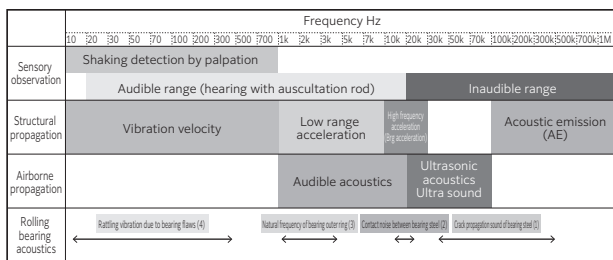 Frequency Hz
10 20 30 50 70 100 200 300 500 700 1k 2k 3k 5k 7k 10k 20k 30k 50k 70k 100k 200k 300k 500k 700k 1M
Sensory
observation
Shaking detection by palpation
Audible range (hearing with auscultation rod)
Inaudible range
Structural
propagation
Vibration velocity
Low range
acceleration
High frequency
acceleration
(Brg acceleration)
Acoustic emission
(AE)
Airborne
propagation
Audible acoustics
Ultrasonic
acoustics
Ultra sound
Rolling
bearing
acoustics
Rattling vibration due to bearing flaws (4)
Natural frequency of bearing outer ring (3)
Contact noise between bearing steel (2)
Crack propagation sound of bearing steel (1)